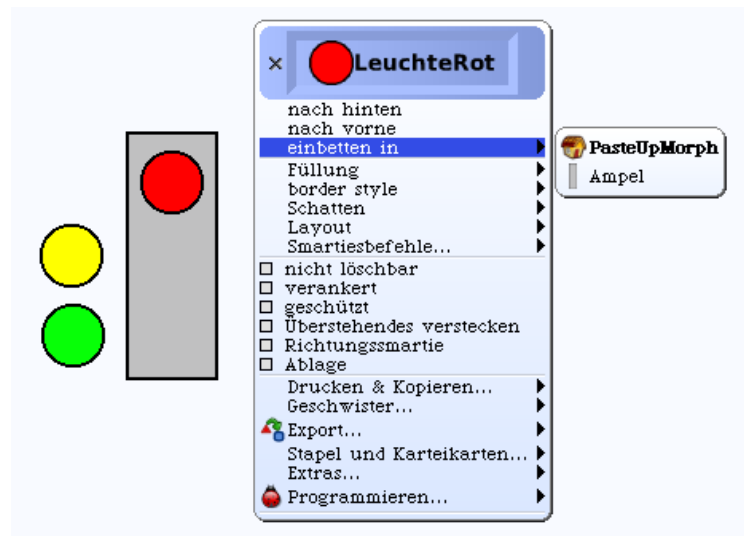 × LeuchteRot
nach hinten
nach vorne
einbetten in
PasteUpMorph
Ampel
Füllung
border style
Schatten
Layout
Smartiesbefehle...
nicht löschbar
verankert
geschützt
Überstehendes verstecken
Richtungssmartie
Ablage
Drucken & Kopieren...
Geschwister...
Export...
Stapel und Karteikarten...
Extras...
Programmieren...